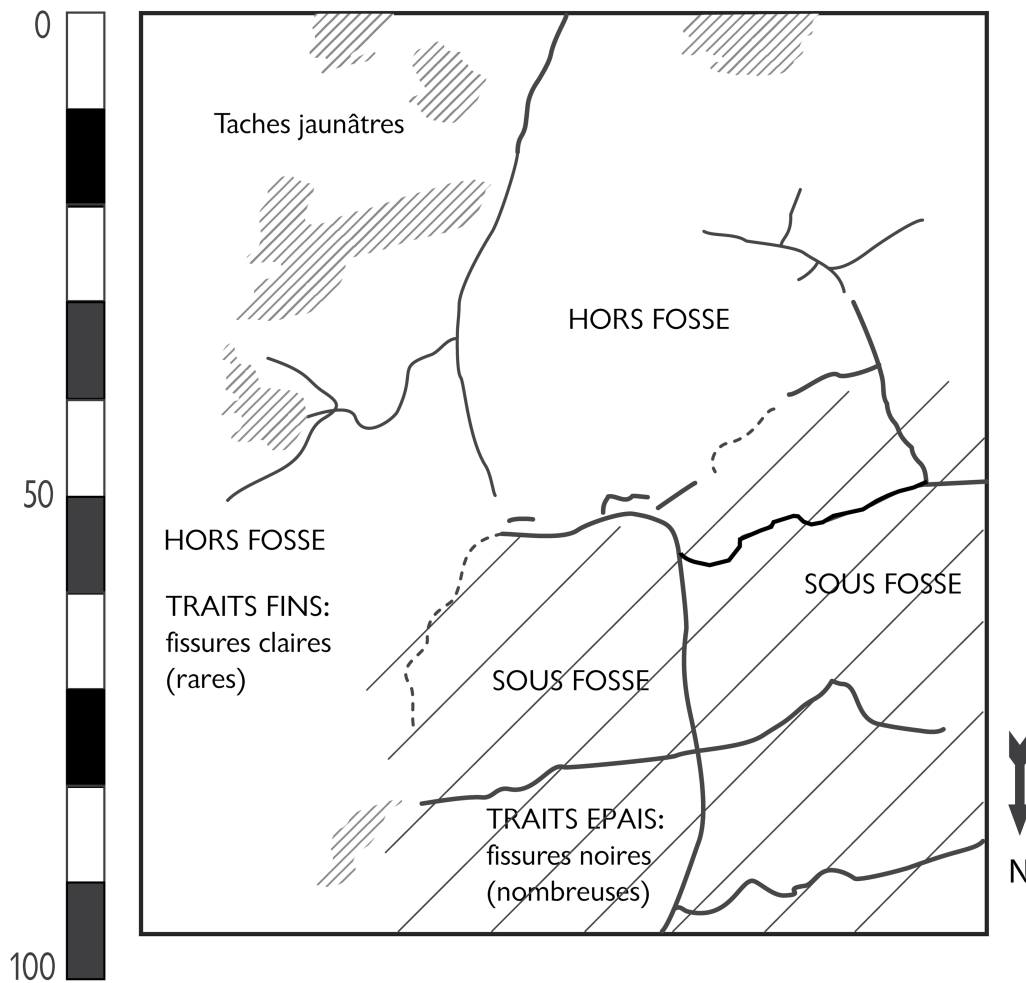 0
Taches jaunâtres
HORS FOSSE
50
HORS FOSSE
SOUS FOSSE
TRAITS FINS:
fissures claires
(rares)
SOUS FOSSE
TRAITS EPAIS:
fissures noires
(nombreuses)
N
100